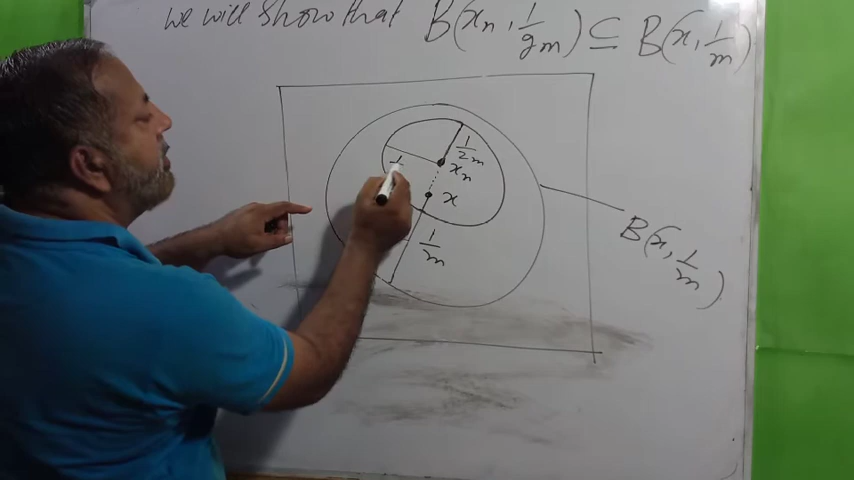 we will show that B(xₙ, 1/2m) ⊆ B(x, 1/m)
1/2m
xₙ
x
1/m
B(x, 1/m)